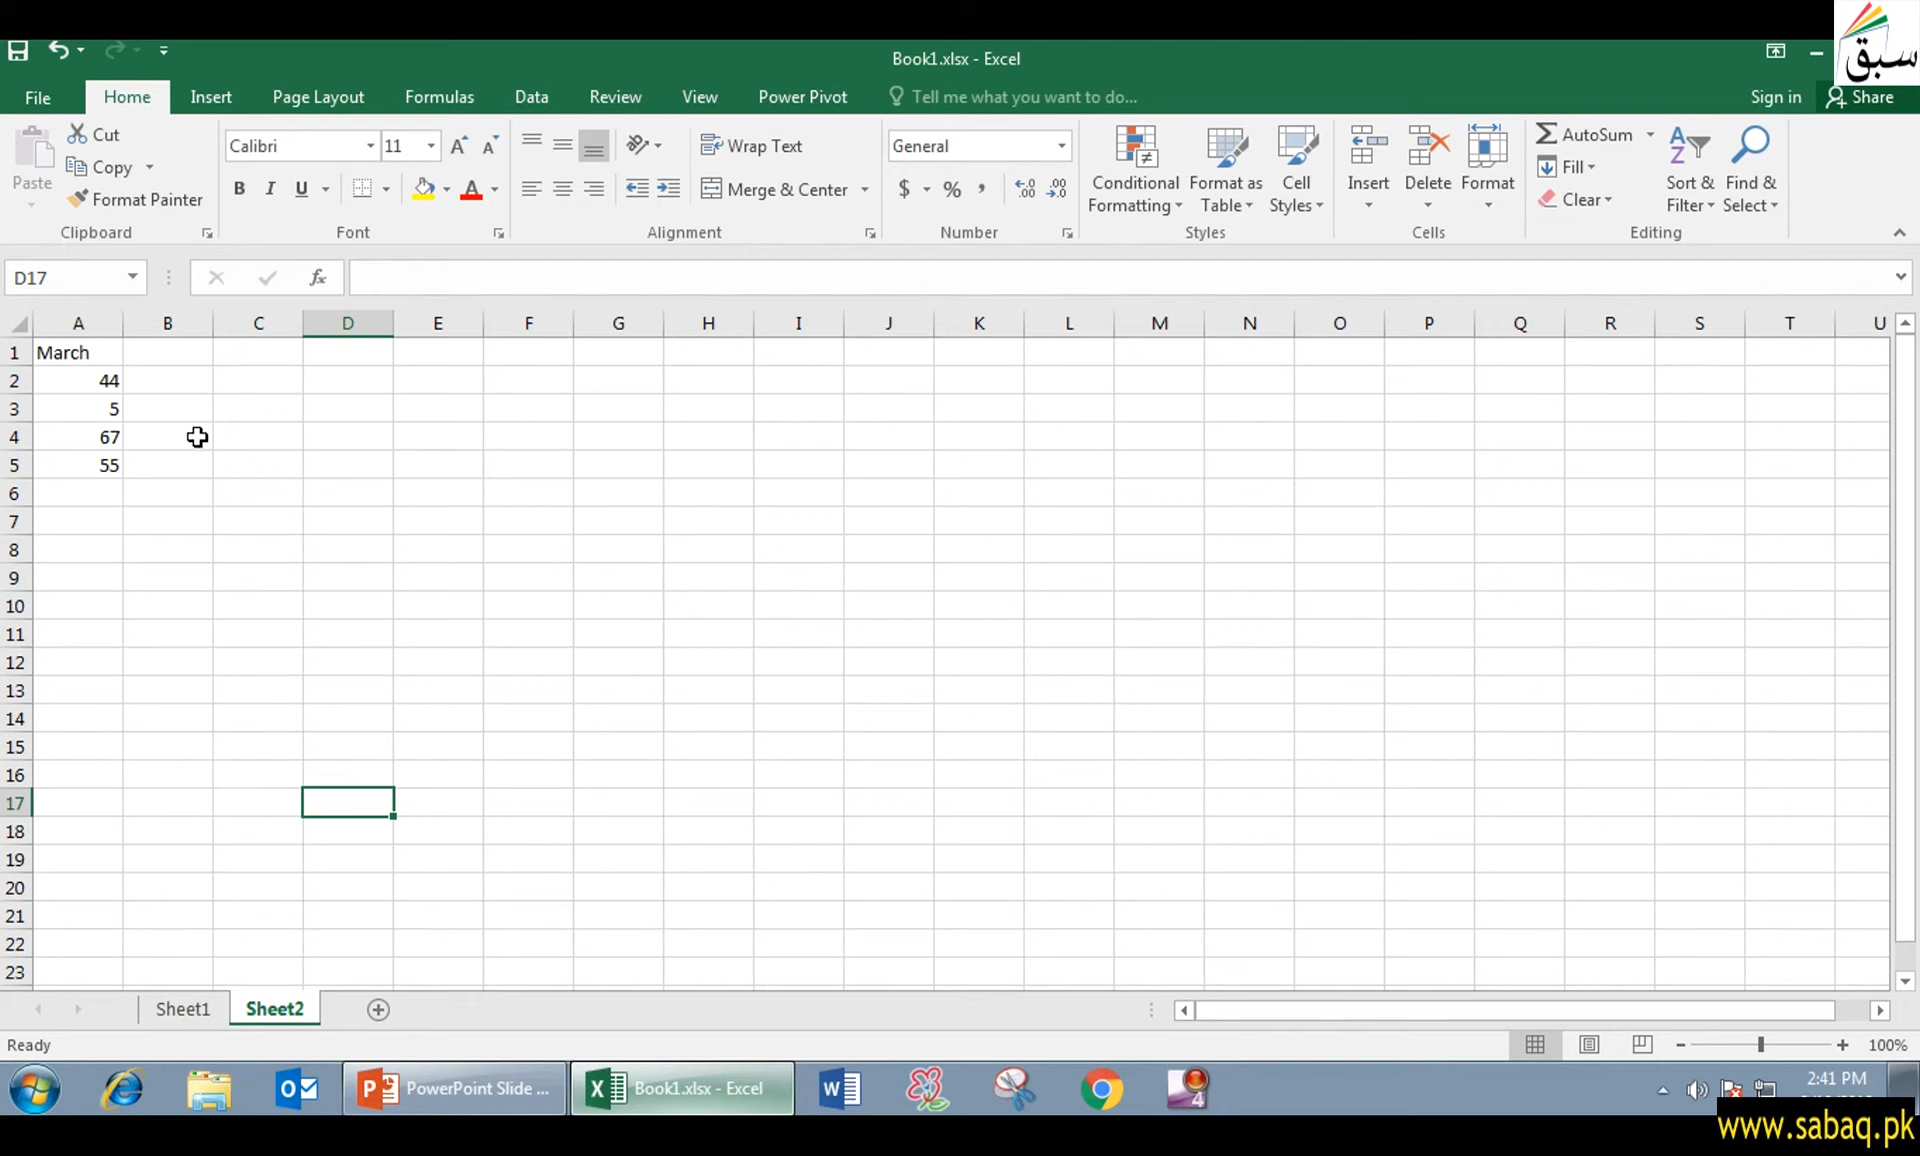 سبق
Book1.xlsx - Excel
File Home Insert Page Layout Formulas Data Review View Power Pivot Tell me what you want to do... Sign in Share
Cut
Copy
Format Painter
Paste
Clipboard
Calibri 11
B I U A
Font
Wrap Text
Merge & Center
Alignment
General
$ % ,
Number
Conditional Formatting
Format as Table
Cell Styles
Styles
Insert Delete Format
Cells
AutoSum
Fill
Clear
Sort & Filter
Find & Select
Editing
D17 fx
A B C D E F G H I J K L M N O P Q R S T U
1 March
2 44
3 5
4 67
5 55
6
7
8
9
10
11
12
13
14
15
16
17
18
19
20
21
22
23
Sheet1 Sheet2
Ready 100%
PowerPoint Slide ... Book1.xlsx - Excel 2:41 PM
www.sabaq.pk